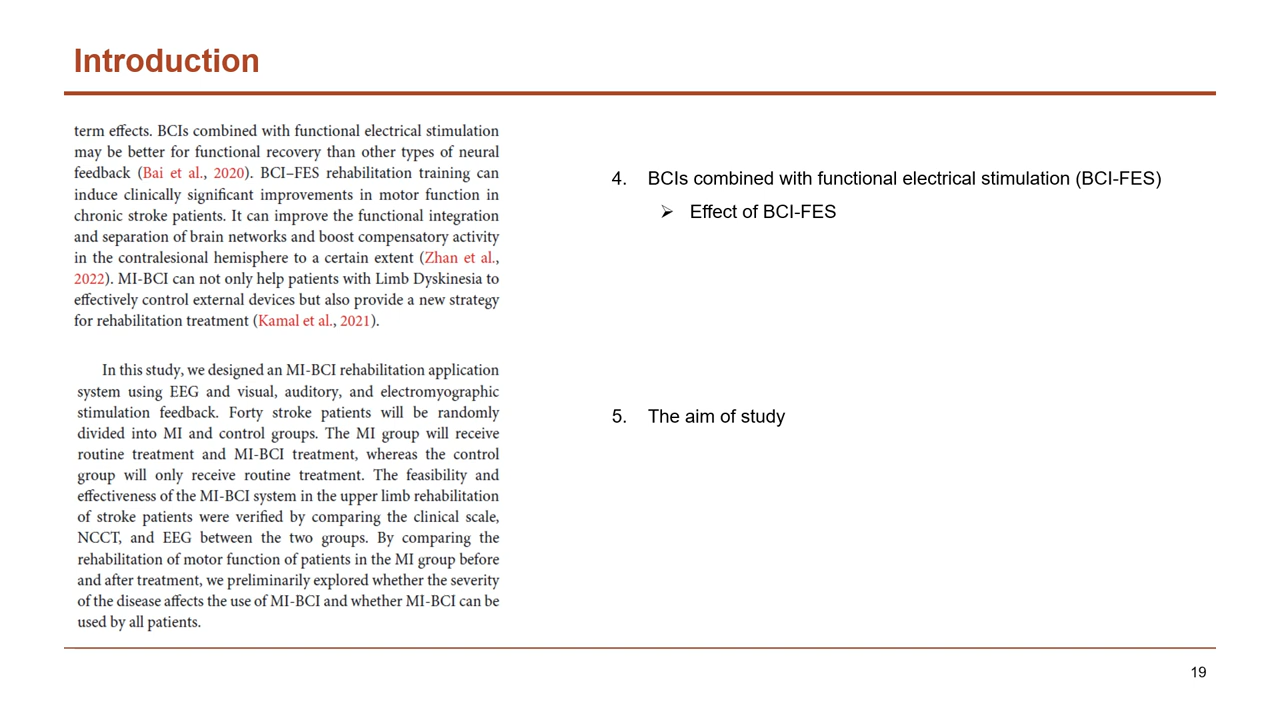 Introduction
term effects. BCIs combined with functional electrical stimulation
may be better for functional recovery than other types of neural
feedback (Bai et al., 2020). BCI–FES rehabilitation training can
induce clinically significant improvements in motor function in
chronic stroke patients. It can improve the functional integration
and separation of brain networks and boost compensatory activity
in the contralesional hemisphere to a certain extent (Zhan et al.,
2022). MI-BCI can not only help patients with Limb Dyskinesia to
effectively control external devices but also provide a new strategy
for rehabilitation treatment (Kamal et al., 2021).
In this study, we designed an MI-BCI rehabilitation application
system using EEG and visual, auditory, and electromyographic
stimulation feedback. Forty stroke patients will be randomly
divided into MI and control groups. The MI group will receive
routine treatment and MI-BCI treatment, whereas the control
group will only receive routine treatment. The feasibility and
effectiveness of the MI-BCI system in the upper limb rehabilitation
of stroke patients were verified by comparing the clinical scale,
NCCT, and EEG between the two groups. By comparing the
rehabilitation of motor function of patients in the MI group before
and after treatment, we preliminarily explored whether the severity
of the disease affects the use of MI-BCI and whether MI-BCI can be
used by all patients.
4. BCIs combined with functional electrical stimulation (BCI-FES)
➢ Effect of BCI-FES
5. The aim of study
19